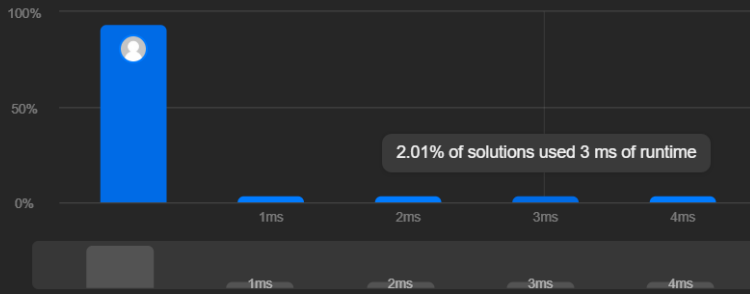 100%
50%
2.01% of solutions used 3 ms of runtime
0%
1ms 2ms 3ms 4ms
1ms 2ms 3ms 4ms